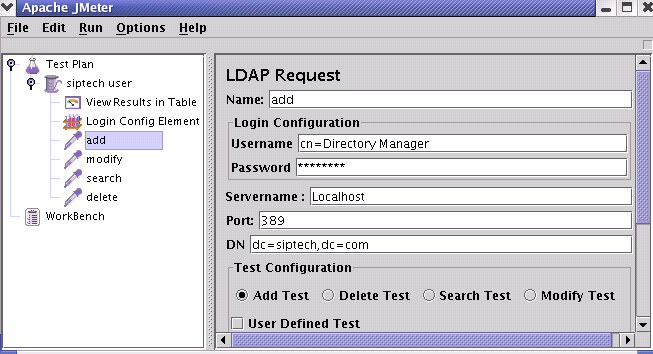 Apache JMeter
File Edit Run Options Help
Test Plan
siptech user
View Results in Table
Login Config Element
add
modify
search
delete
WorkBench
LDAP Request
Name: add
Login Configuration
Username cn=Directory Manager
Password ********
Servername : Localhost
Port: 389
DN dc=siptech,dc=com
Test Configuration
Add Test Delete Test Search Test Modify Test
User Defined Test